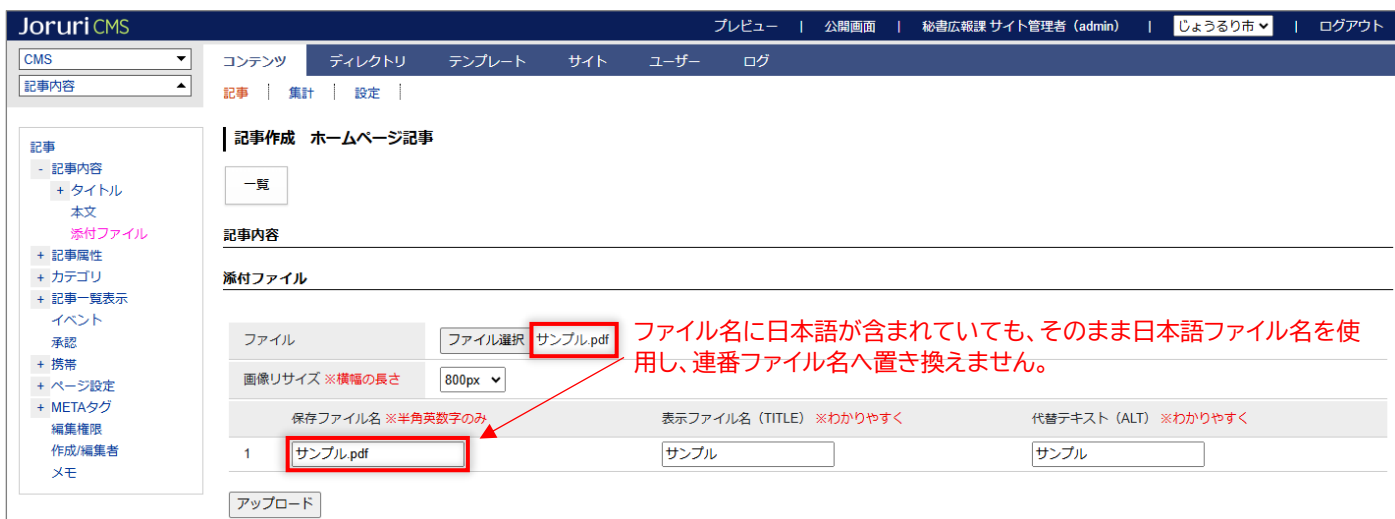 Joruri CMS プレビュー | 公開画面 | 秘書広報課 サイト管理者（admin） | じょうるり市 | ログアウト
CMS
記事内容
コンテンツ ディレクトリ テンプレート サイト ユーザー ログ
記事 集計 設定
記事
- 記事内容
+ タイトル
本文
添付ファイル
+ 記事属性
+ カテゴリ
+ 記事一覧表示
イベント
承認
+ 携帯
+ ページ設定
+ METAタグ
編集権限
作成/編集者
メモ
記事作成 ホームページ記事
一覧
記事内容
添付ファイル
ファイル ファイル選択 サンプル.pdf
ファイル名に日本語が含まれていても、そのまま日本語ファイル名を使
用し、連番ファイル名へ置き換えません。
画像リサイズ ※横幅の長さ 800px
保存ファイル名 ※半角英数字のみ 表示ファイル名（TITLE） ※わかりやすく 代替テキスト（ALT） ※わかりやすく
1 サンプル.pdf サンプル サンプル
アップロード